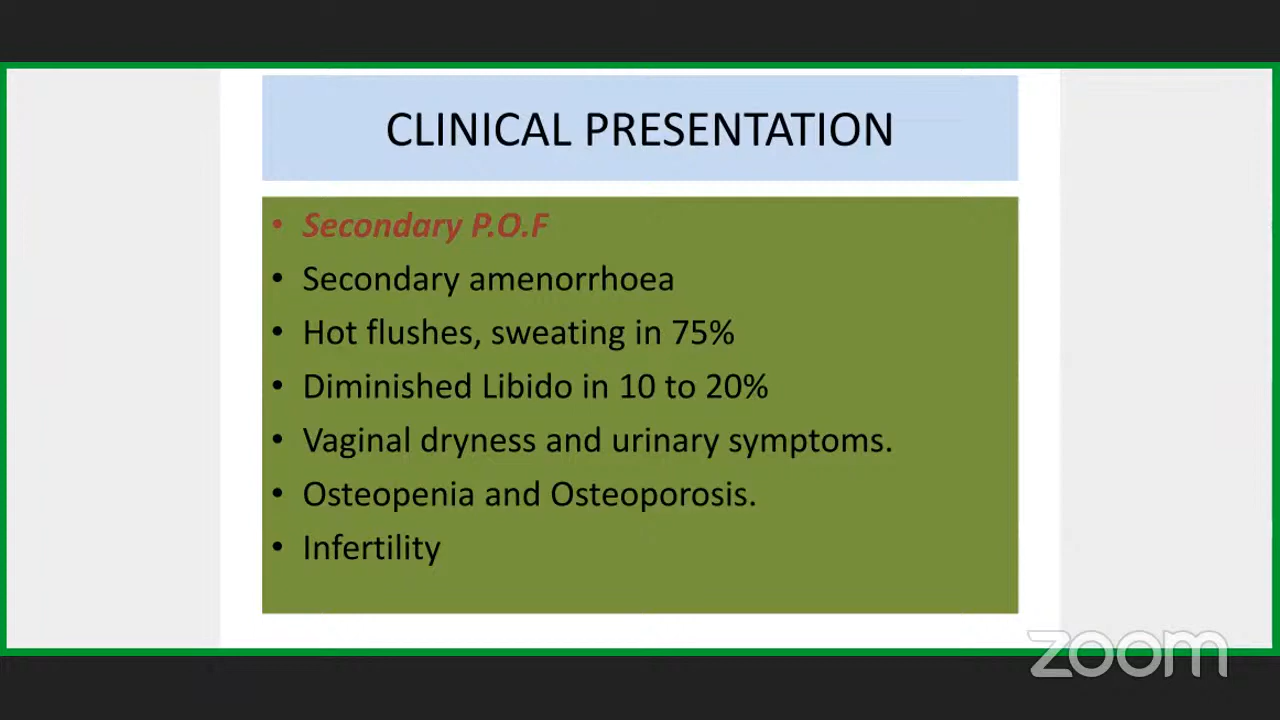 CLINICAL PRESENTATION
• Secondary P.O.F
• Secondary amenorrhoea
• Hot flushes, sweating in 75%
• Diminished Libido in 10 to 20%
• Vaginal dryness and urinary symptoms.
• Osteopenia and Osteoporosis.
• Infertility
zoom